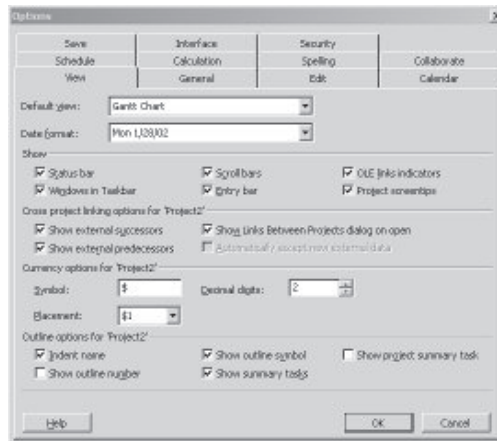 Options
Save Interface Security
Schedule Calculation Spelling Collaborate
View General Edit Calendar
Default view: Gantt Chart
Date format: Mon 1/28/02
Show
Status bar Scroll bars OLE links indicators
Windows in Taskbar Entry bar Project screentips
Cross project linking options for 'Project2'
Show external successors Show Links Between Projects dialog on open
Show external predecessors Automatically accept new external data
Currency options for 'Project2'
Symbol: $ Decimal digits: 2
Placement: $1
Outline options for 'Project2'
Indent name Show outline symbol Show project summary task
Show outline number Show summary tasks
Help OK Cancel